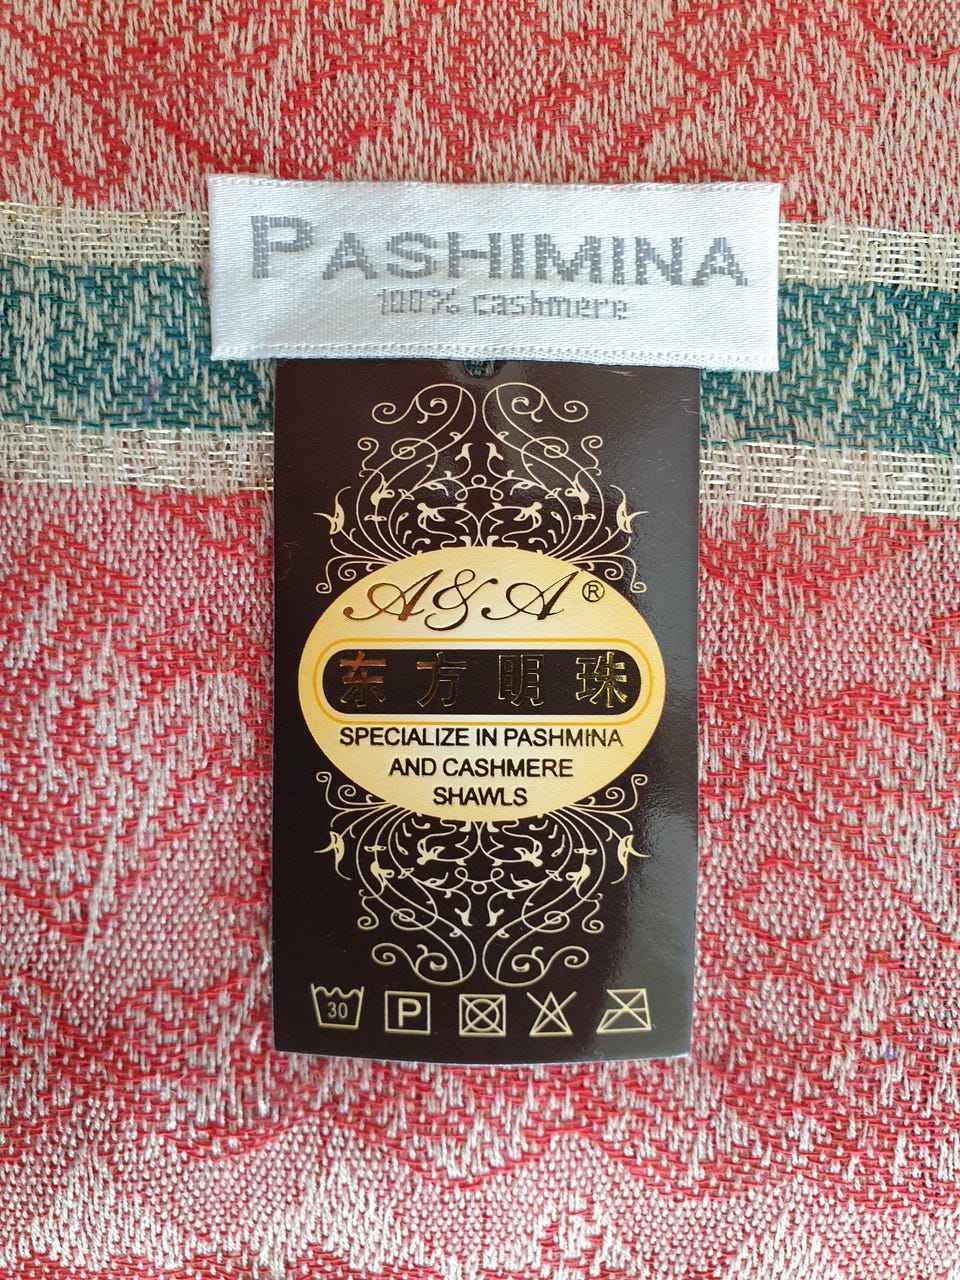 PASHIMINA
100% cashmere
A&A®
东方明珠
SPECIALIZE IN PASHMINA
AND CASHMERE
SHAWLS
30 P